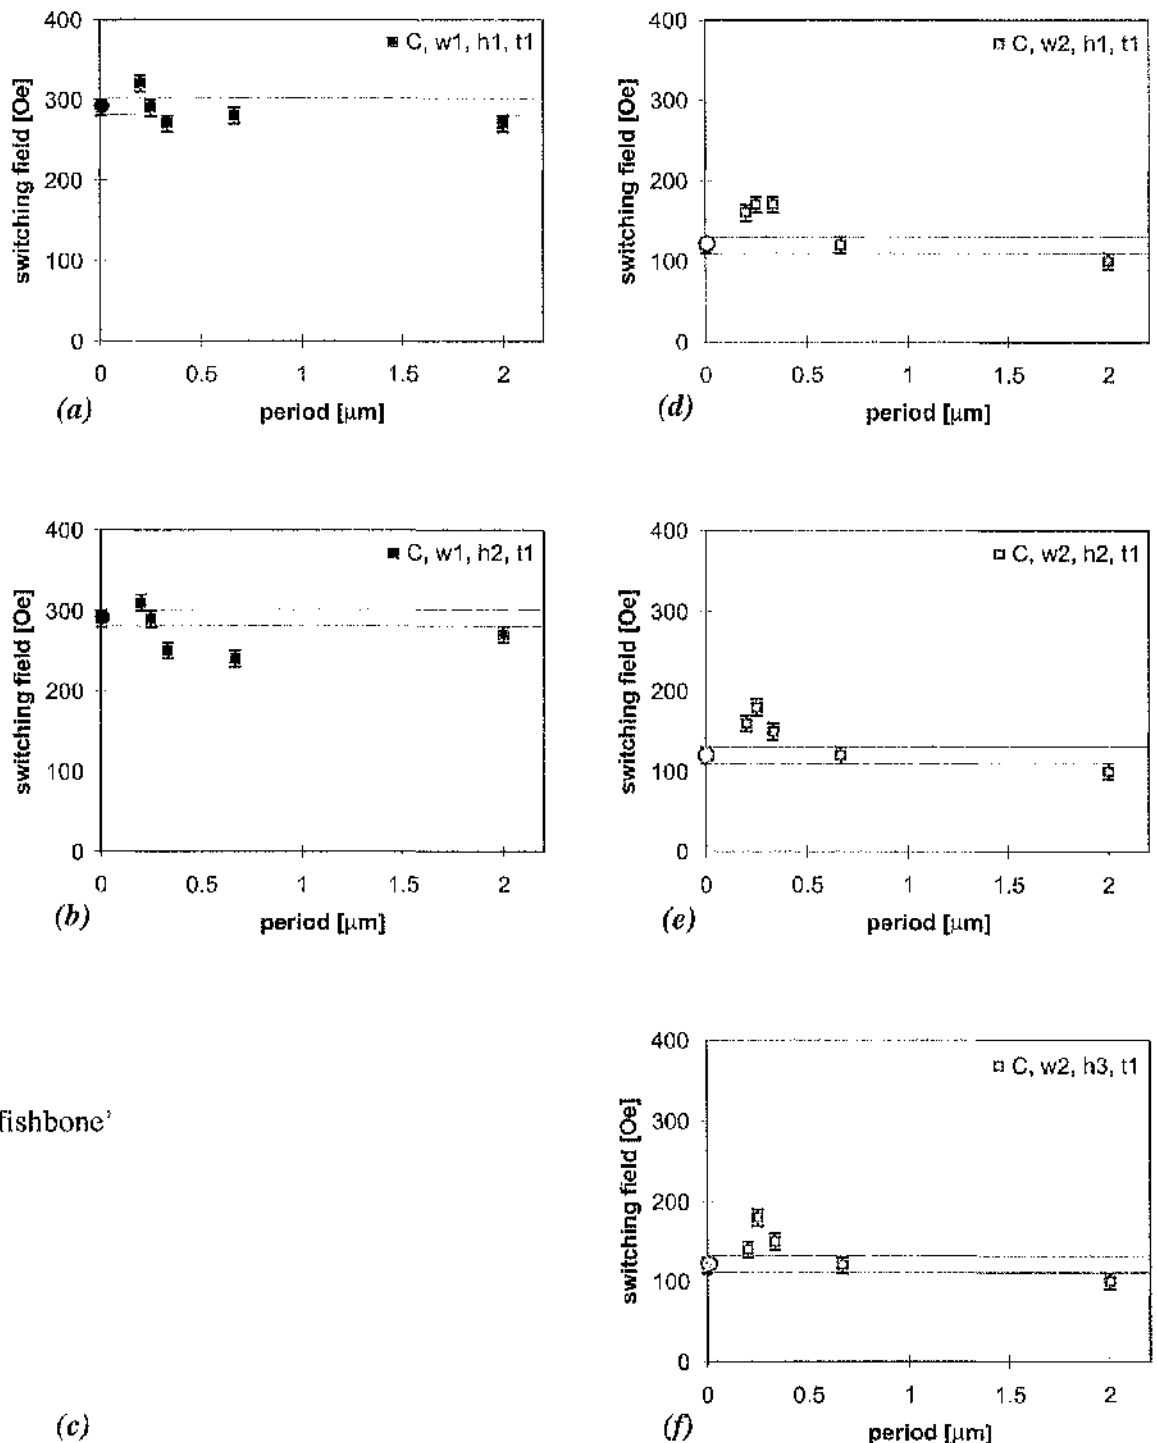 400
300
200
100
0
switching field [Oe]
C, w1, h1, t1
0 0.5 1 1.5 2
(a) period [μm]
400
300
200
100
0
switching field [Oe]
C, w2, h1, t1
0 0.5 1 1.5 2
(d) period [μm]
400
300
200
100
0
switching field [Oe]
C, w1, h2, t1
0 0.5 1 1.5 2
(b) period [μm]
400
300
200
100
0
switching field [Oe]
C, w2, h2, t1
0 0.5 1 1.5 2
(e) period [μm]
fishbone’
(c)
400
300
200
100
0
switching field [Oe]
C, w2, h3, t1
0 0.5 1 1.5 2
(f) period [μm]